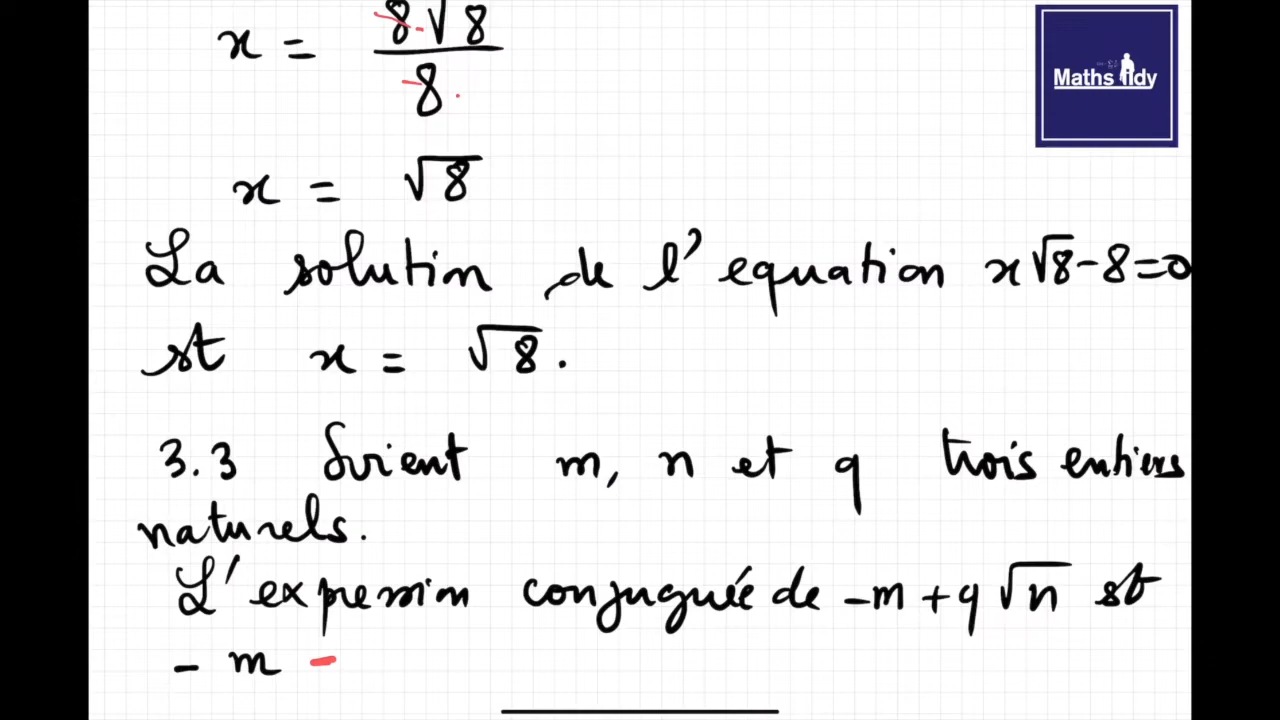 x = 8·√8 / 8
Maths Tidy
x = √8
La solution de l'equation x√8 - 8 = 0
est x = √8.
3.3 Soient m, n et q trois entiers
naturels.
L'expression conjuguée de -m + q√n est
- m -